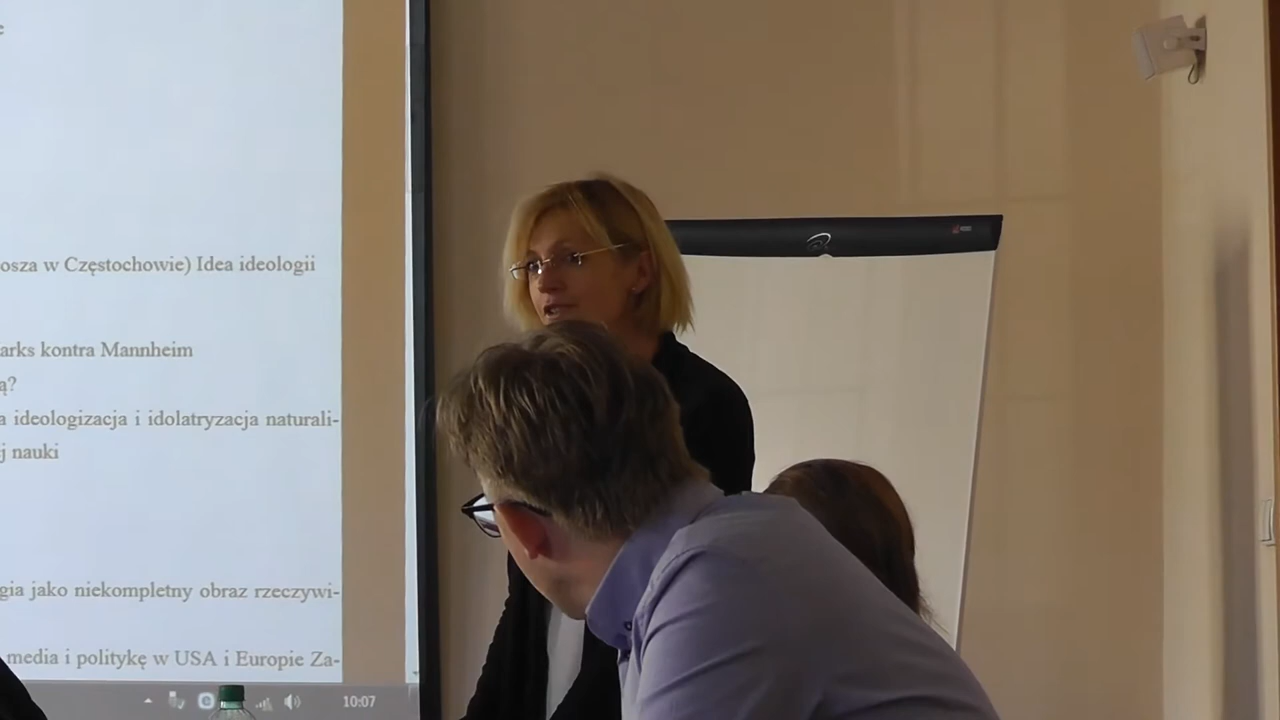 e
osza w Częstochowie) Idea ideologii
arks kontra Mannheim
ą?
a ideologizacja i idolatryzacja naturali-
j nauki
gia jako niekompletny obraz rzeczywi-
media i politykę w USA i Europie Za-
10:07